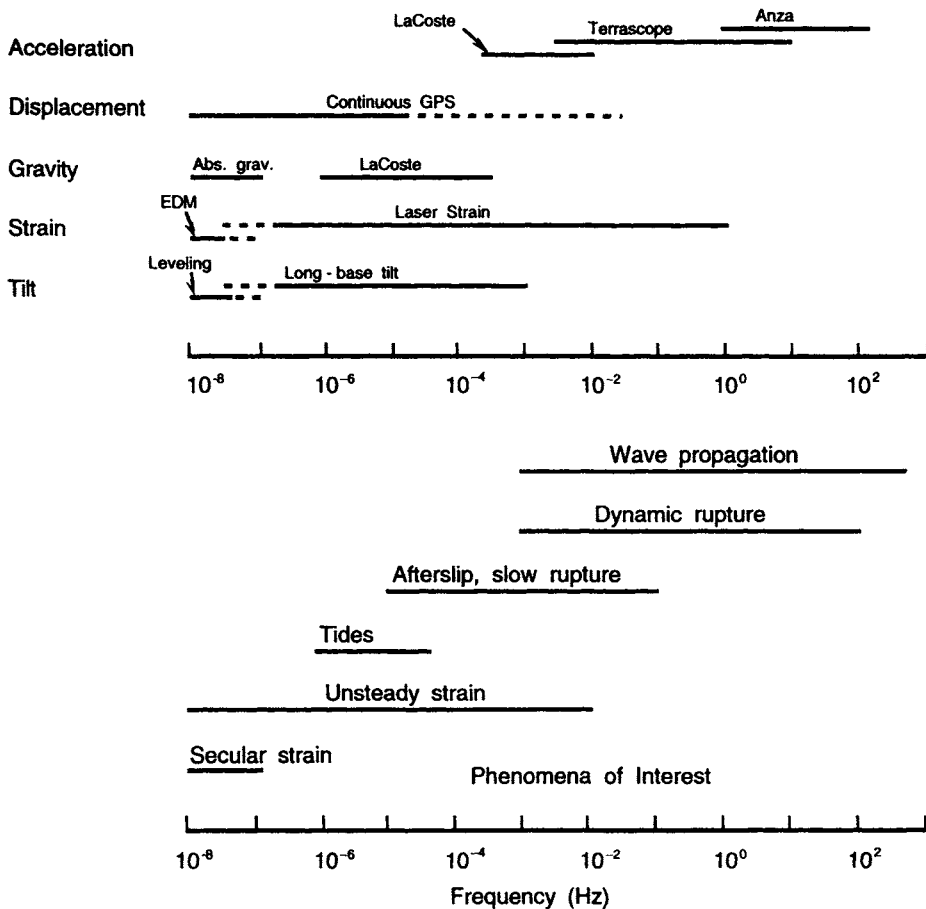 Anza
LaCoste
Terrascope
Acceleration
Displacement
Continuous GPS
Gravity
Abs. grav.
LaCoste
EDM
Laser Strain
Strain
Leveling
Long - base tilt
Tilt
10⁻⁸ 10⁻⁶ 10⁻⁴ 10⁻² 10⁰ 10²
Wave propagation
Dynamic rupture
Afterslip, slow rupture
Tides
Unsteady strain
Secular strain
Phenomena of Interest
10⁻⁸ 10⁻⁶ 10⁻⁴ 10⁻² 10⁰ 10²
Frequency (Hz)